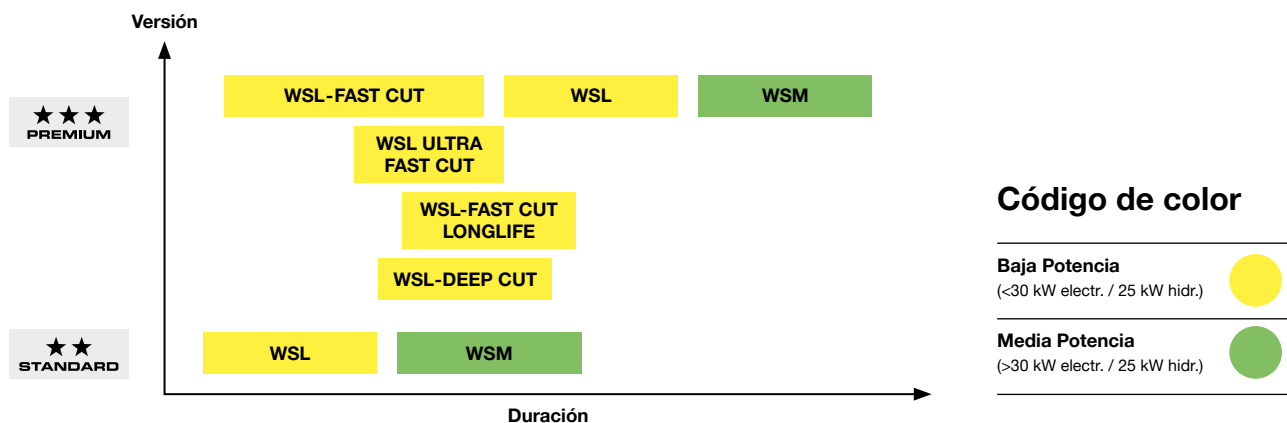 Versión
★★★
PREMIUM
WSL-FAST CUT
WSL
WSM
WSL ULTRA
FAST CUT
WSL-FAST CUT
LONGLIFE
WSL-DEEP CUT
★★
STANDARD
WSL
WSM
Duración
Código de color
Baja Potencia
(<30 kW electr. / 25 kW hidr.)
Media Potencia
(>30 kW electr. / 25 kW hidr.)